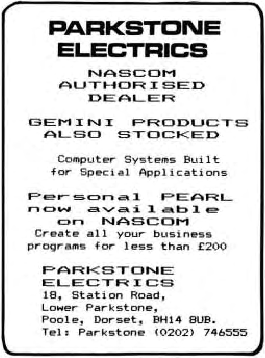 PARKSTONE
ELECTRICS
NASCOM
AUTHORISED
DEALER
GEMINI PRODUCTS
ALSO STOCKED
Computer Systems Built
for Special Applications
Personal PEARL
now available
on NASCOM
Create all your business
programs for less than £200
PARKSTONE
ELECTRICS
18, Station Road,
Lower Parkstone,
Poole, Dorset, BH14 8UB.
Tel: Parkstone (0202) 746555